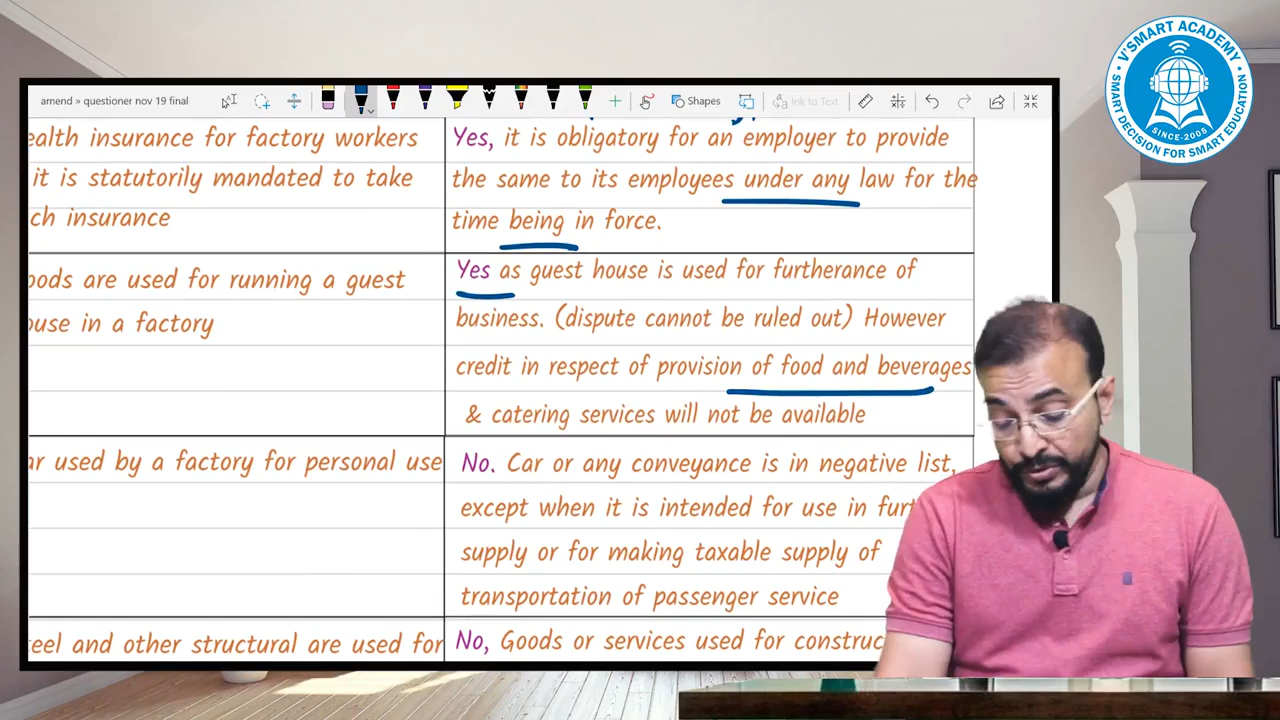 V'SMART ACADEMY
SMART DECISION FOR SMART EDUCATION
SINCE-2005
amend » questioner nov 19 final
Shapes
Ink to Text
ealth insurance for factory workers
it is statutorily mandated to take
ch insurance
Yes, it is obligatory for an employer to provide
the same to its employees under any law for the
time being in force.
oods are used for running a guest
ouse in a factory
Yes as guest house is used for furtherance of
business. (dispute cannot be ruled out) However
credit in respect of provision of food and beverages
& catering services will not be available
ar used by a factory for personal use
No. Car or any conveyance is in negative list,
except when it is intended for use in furt
supply or for making taxable supply of
transportation of passenger service
teel and other structural are used for
No, Goods or services used for construc